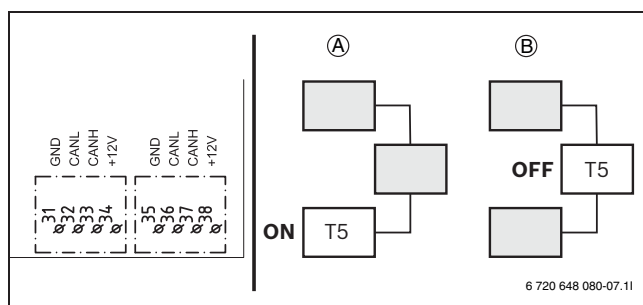 Ⓐ
Ⓑ
GND
CANL
CANH
+12V
GND
CANL
CANH
+12V
31
32
33
34
35
36
37
38
OFF
T5
ON
T5
6 720 648 080-07.1I